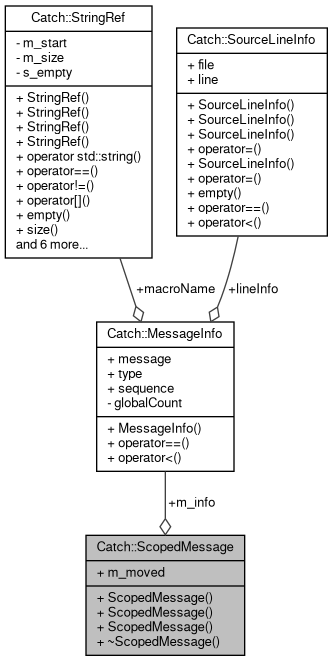 Catch::StringRef
- m_start
- m_size
- s_empty
+ StringRef()
+ StringRef()
+ StringRef()
+ StringRef()
+ operator std::string()
+ operator==()
+ operator!=()
+ operator[]()
+ empty()
+ size()
and 6 more...
Catch::SourceLineInfo
+ file
+ line
+ SourceLineInfo()
+ SourceLineInfo()
+ SourceLineInfo()
+ operator=()
+ SourceLineInfo()
+ operator=()
+ empty()
+ operator==()
+ operator<()
+macroName
+lineInfo
Catch::MessageInfo
+ message
+ type
+ sequence
- globalCount
+ MessageInfo()
+ operator==()
+ operator<()
+m_info
Catch::ScopedMessage
+ m_moved
+ ScopedMessage()
+ ScopedMessage()
+ ScopedMessage()
+ ~ScopedMessage()